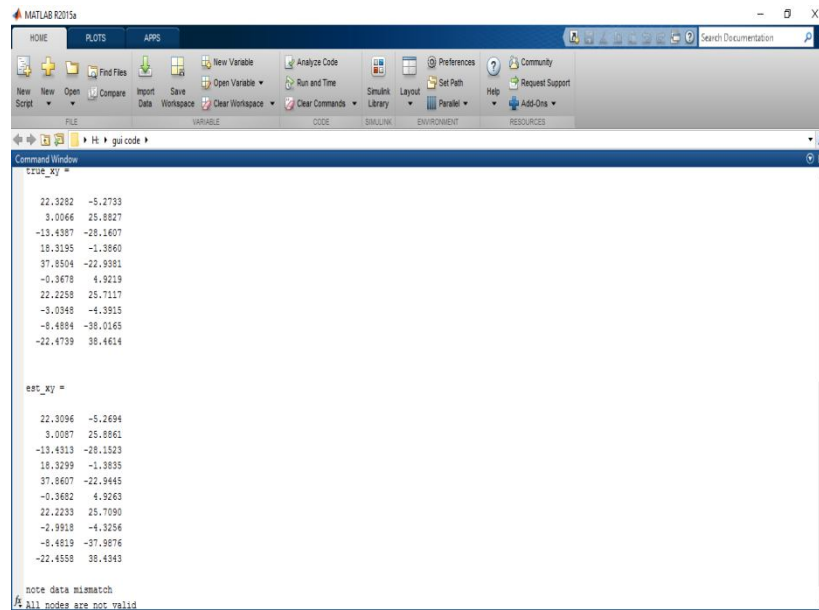 MATLAB R2015a
HOME PLOTS APPS Search Documentation
New Script New Open Find Files Compare Import Data Save Workspace New Variable Open Variable Clear Workspace Analyze Code Run and Time Clear Commands Simulink Library Layout Preferences Set Path Parallel Help Community Request Support Add-Ons
FILE VARIABLE CODE SIMULINK ENVIRONMENT RESOURCES
H: gui code
Command Window
true_xy =
22.3282 -5.2733
3.0066 25.8827
-13.4387 -28.1607
18.3195 -1.3860
37.8504 -22.9381
-0.3678 4.9219
22.2258 25.7117
-3.0348 -4.3915
-8.4884 -38.0165
-22.4739 38.4614
est_xy =
22.3096 -5.2694
3.0087 25.8861
-13.4313 -28.1523
18.3299 -1.3835
37.8607 -22.9445
-0.3682 4.9263
22.2233 25.7090
-2.9918 -4.3256
-8.4819 -37.9876
-22.4558 38.4343
note data mismatch
fx All nodes are not valid